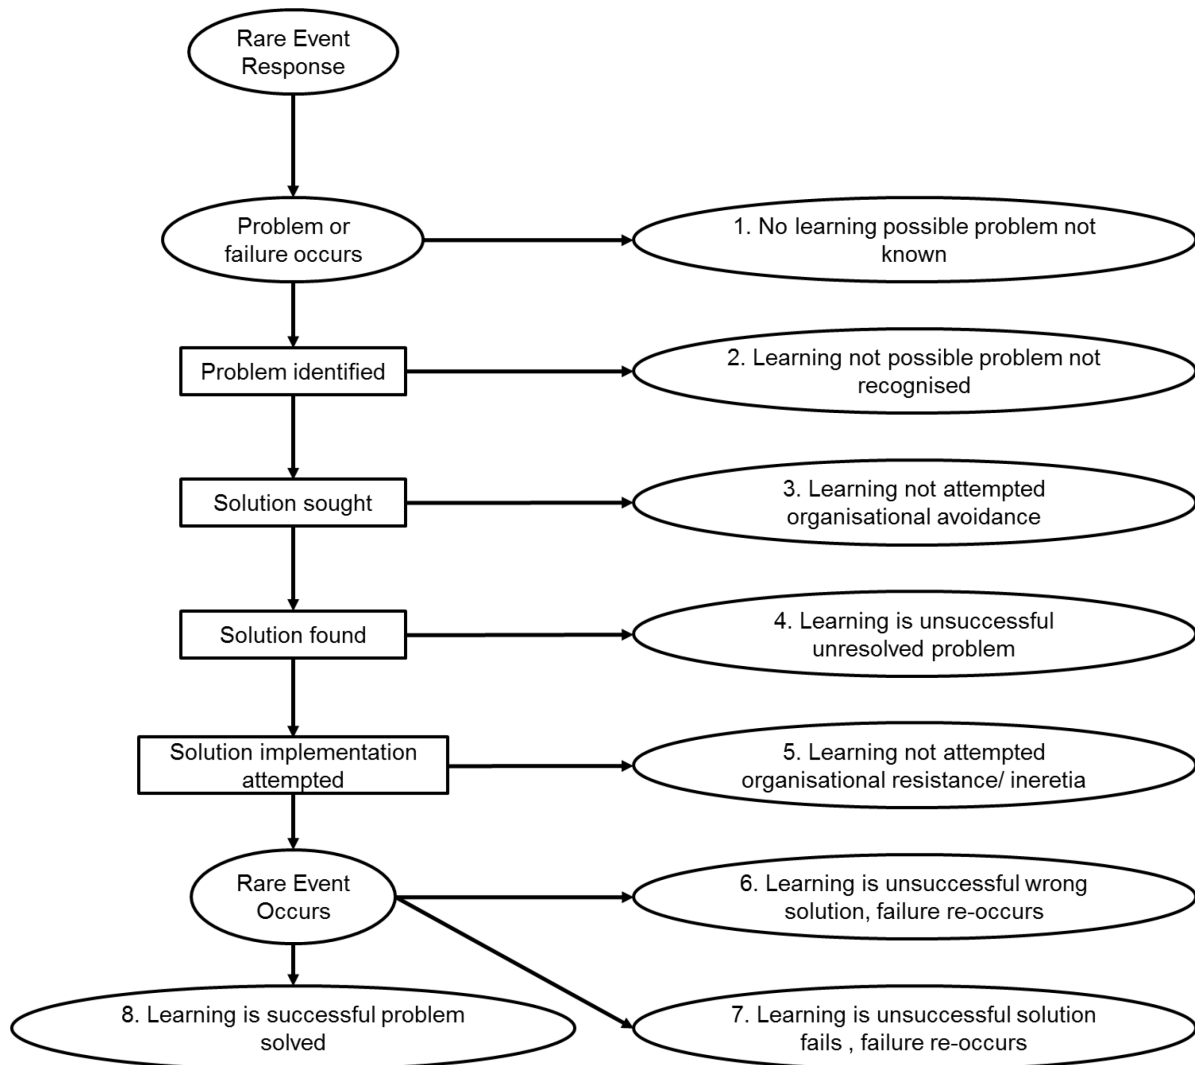 Rare Event
Response
Problem or
failure occurs
1. No learning possible problem not
known
Problem identified
2. Learning not possible problem not
recognised
Solution sought
3. Learning not attempted
organisational avoidance
Solution found
4. Learning is unsuccessful
unresolved problem
Solution implementation
attempted
5. Learning not attempted
organisational resistance/ ineretia
Rare Event
Occurs
6. Learning is unsuccessful wrong
solution, failure re-occurs
8. Learning is successful problem
solved
7. Learning is unsuccessful solution
fails , failure re-occurs